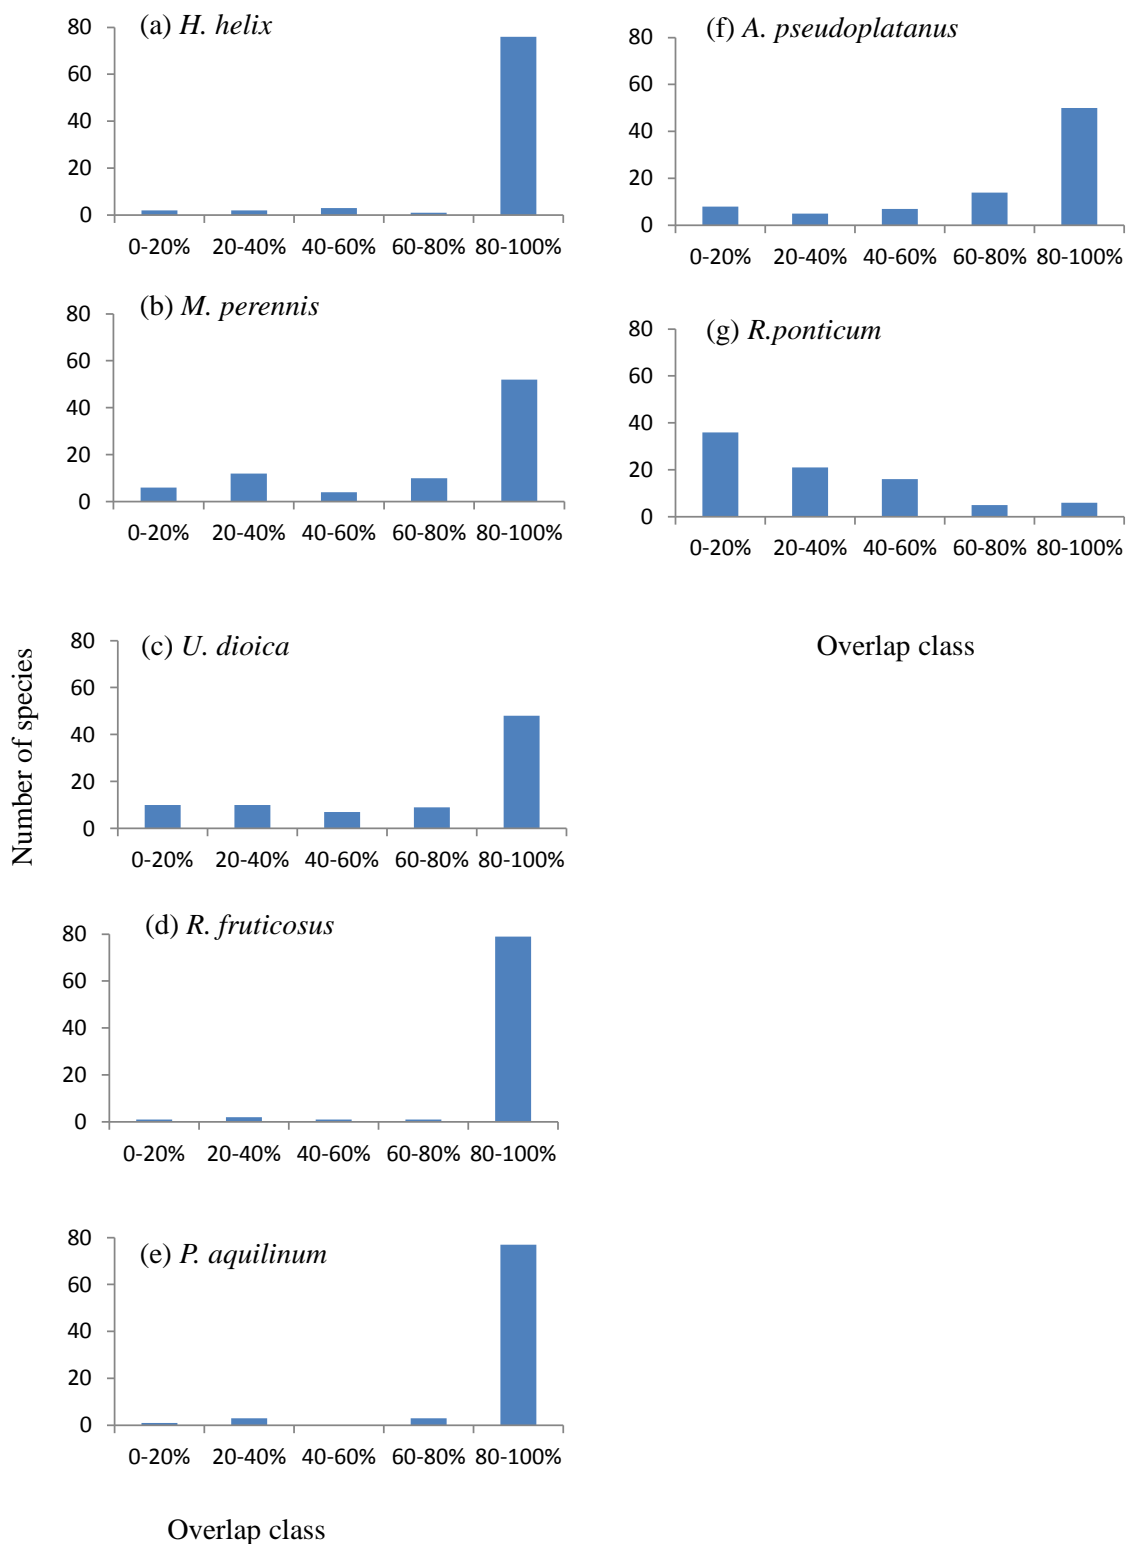 (a) H. helix
80
60
40
20
0
0-20% 20-40% 40-60% 60-80% 80-100%
(b) M. perennis
80
60
40
20
0
0-20% 20-40% 40-60% 60-80% 80-100%
Number of species
(c) U. dioica
80
60
40
20
0
0-20% 20-40% 40-60% 60-80% 80-100%
(d) R. fruticosus
80
60
40
20
0
0-20% 20-40% 40-60% 60-80% 80-100%
(e) P. aquilinum
80
60
40
20
0
0-20% 20-40% 40-60% 60-80% 80-100%
Overlap class
(f) A. pseudoplatanus
80
60
40
20
0
0-20% 20-40% 40-60% 60-80% 80-100%
(g) R.ponticum
80
60
40
20
0
0-20% 20-40% 40-60% 60-80% 80-100%
Overlap class